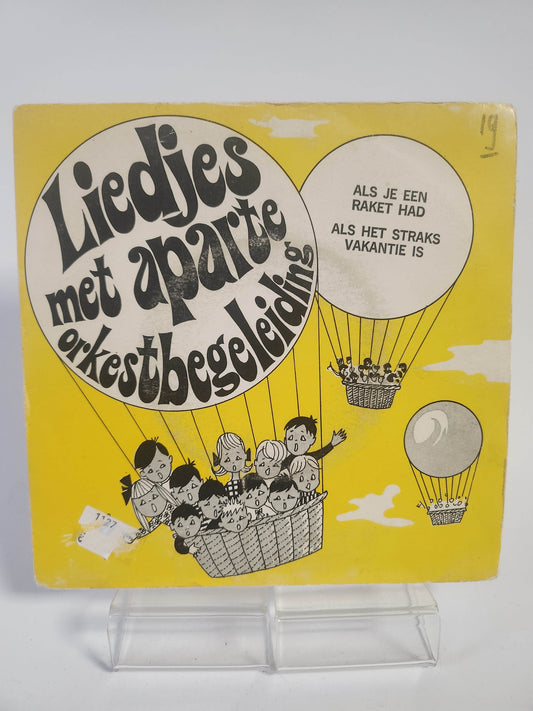 Liedjes
met aparte
orkestbegeleiding
ALS JE EEN
RAKET HAD
ALS HET STRAKS
VAKANTIE IS
19